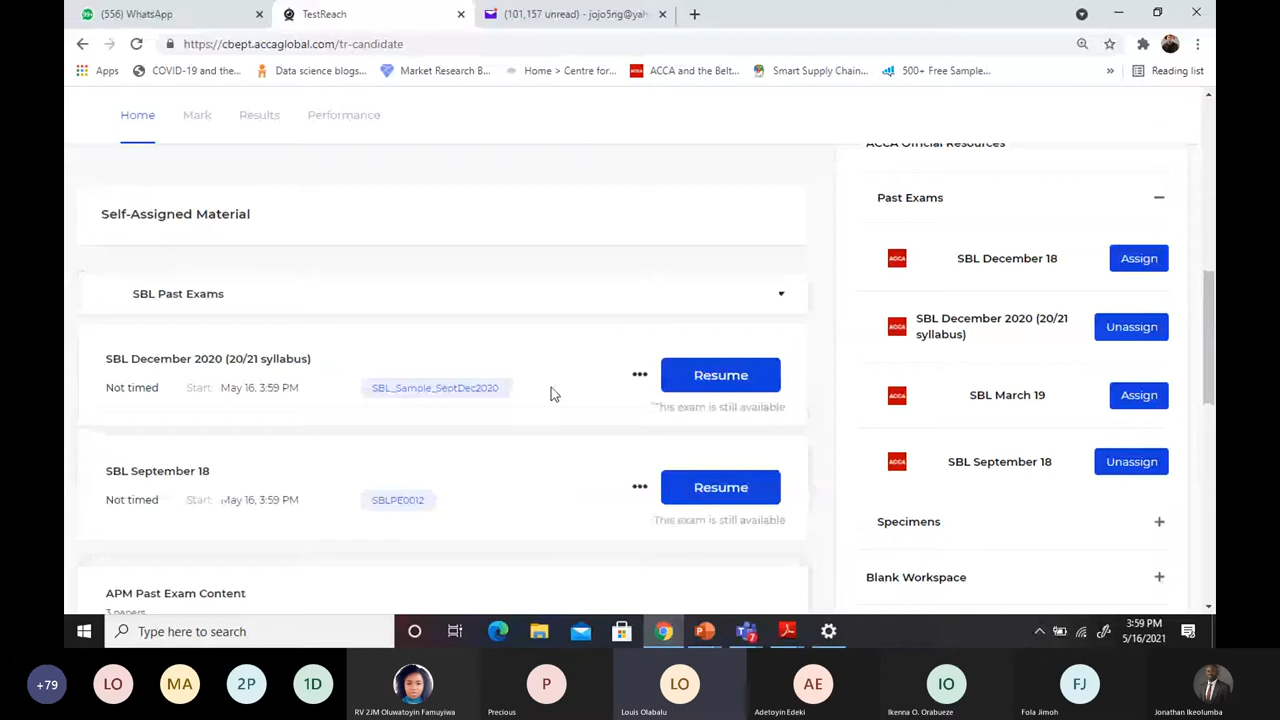 (556) WhatsApp
TestReach
(101,157 unread) - jojo5ng@yah
https://cbept.accaglobal.com/tr-candidate
Apps
COVID-19 and the...
Data science blogs...
Market Research B...
Home > Centre for...
ACCA and the Belt...
Smart Supply Chain...
500+ Free Sample...
Reading list
Home
Mark
Results
Performance
Self-Assigned Material
SBL Past Exams
SBL December 2020 (20/21 syllabus)
Not timed
Start: May 16, 3:59 PM
SBL_Sample_SeptDec2020
Resume
This exam is still available
SBL September 18
Not timed
Start: May 16, 3:59 PM
SBLPE0012
Resume
This exam is still available
APM Past Exam Content
3 papers
ACCA Official Resources
Past Exams
ACCA
SBL December 18
Assign
ACCA
SBL December 2020 (20/21
syllabus)
Unassign
ACCA
SBL March 19
Assign
ACCA
SBL September 18
Unassign
Specimens
Blank Workspace
Type here to search
3:59 PM
5/16/2021
+79
LO
MA
2P
1D
RV 2JM Oluwatoyin Famuyiwa
P
Precious
LO
Louis Olabalu
AE
Adetoyin Edeki
IO
Ikenna O. Orabueze
FJ
Fola Jimoh
Jonathan Ikeolumba